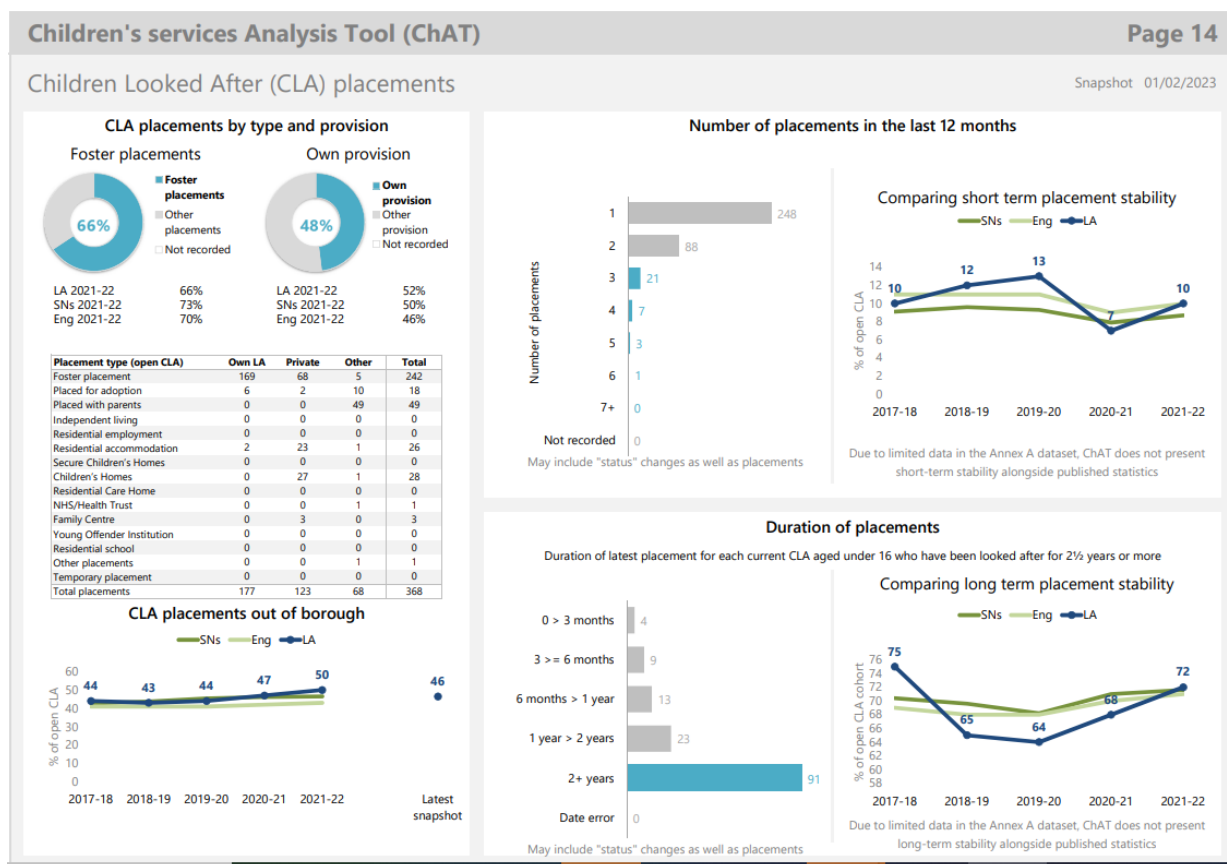 Children's services Analysis Tool (ChAT) Page 14
Children Looked After (CLA) placements Snapshot 01/02/2023
CLA placements by type and provision
Foster placements Own provision
66%
Foster
placements
Other
placements
Not recorded
48%
Own
provision
Other
provision
Not recorded
LA 2021-22 66% LA 2021-22 52%
SNs 2021-22 73% SNs 2021-22 50%
Eng 2021-22 70% Eng 2021-22 46%
Placement type (open CLA) Own LA Private Other Total
Foster placement 169 68 5 242
Placed for adoption 6 2 10 18
Placed with parents 0 0 49 49
Independent living 0 0 0 0
Residential employment 0 0 0 0
Residential accommodation 2 23 1 26
Secure Children's Homes 0 0 0 0
Children's Homes 0 27 1 28
Residential Care Home 0 0 0 0
NHS/Health Trust 0 0 1 1
Family Centre 0 3 0 3
Young Offender Institution 0 0 0 0
Residential school 0 0 0 0
Other placements 0 0 1 1
Temporary placement 0 0 0 0
Total placements 177 123 68 368
CLA placements out of borough
SNs Eng LA
% of open CLA
60
50
40
30
20
10
0
44 43 44 47 50 46
2017-18 2018-19 2019-20 2020-21 2021-22 Latest
snapshot
Number of placements in the last 12 months
Number of placements
1 248
2 88
3 21
4 7
5 3
6 1
7+ 0
Not recorded 0
May include "status" changes as well as placements
Comparing short term placement stability
SNs Eng LA
% of open CLA
14
12
10
8
6
4
2
0
10 12 13 7 10
2017-18 2018-19 2019-20 2020-21 2021-22
Due to limited data in the Annex A dataset, ChAT does not present
short-term stability alongside published statistics
Duration of placements
Duration of latest placement for each current CLA aged under 16 who have been looked after for 2½ years or more
0 > 3 months 4
3 >= 6 months 9
6 months > 1 year 13
1 year > 2 years 23
2+ years 91
Date error 0
May include "status" changes as well as placements
Comparing long term placement stability
SNs Eng LA
% of open CLA cohort
76
74
72
70
68
66
64
62
60
58
75 65 64 68 72
2017-18 2018-19 2019-20 2020-21 2021-22
Due to limited data in the Annex A dataset, ChAT does not present
long-term stability alongside published statistics